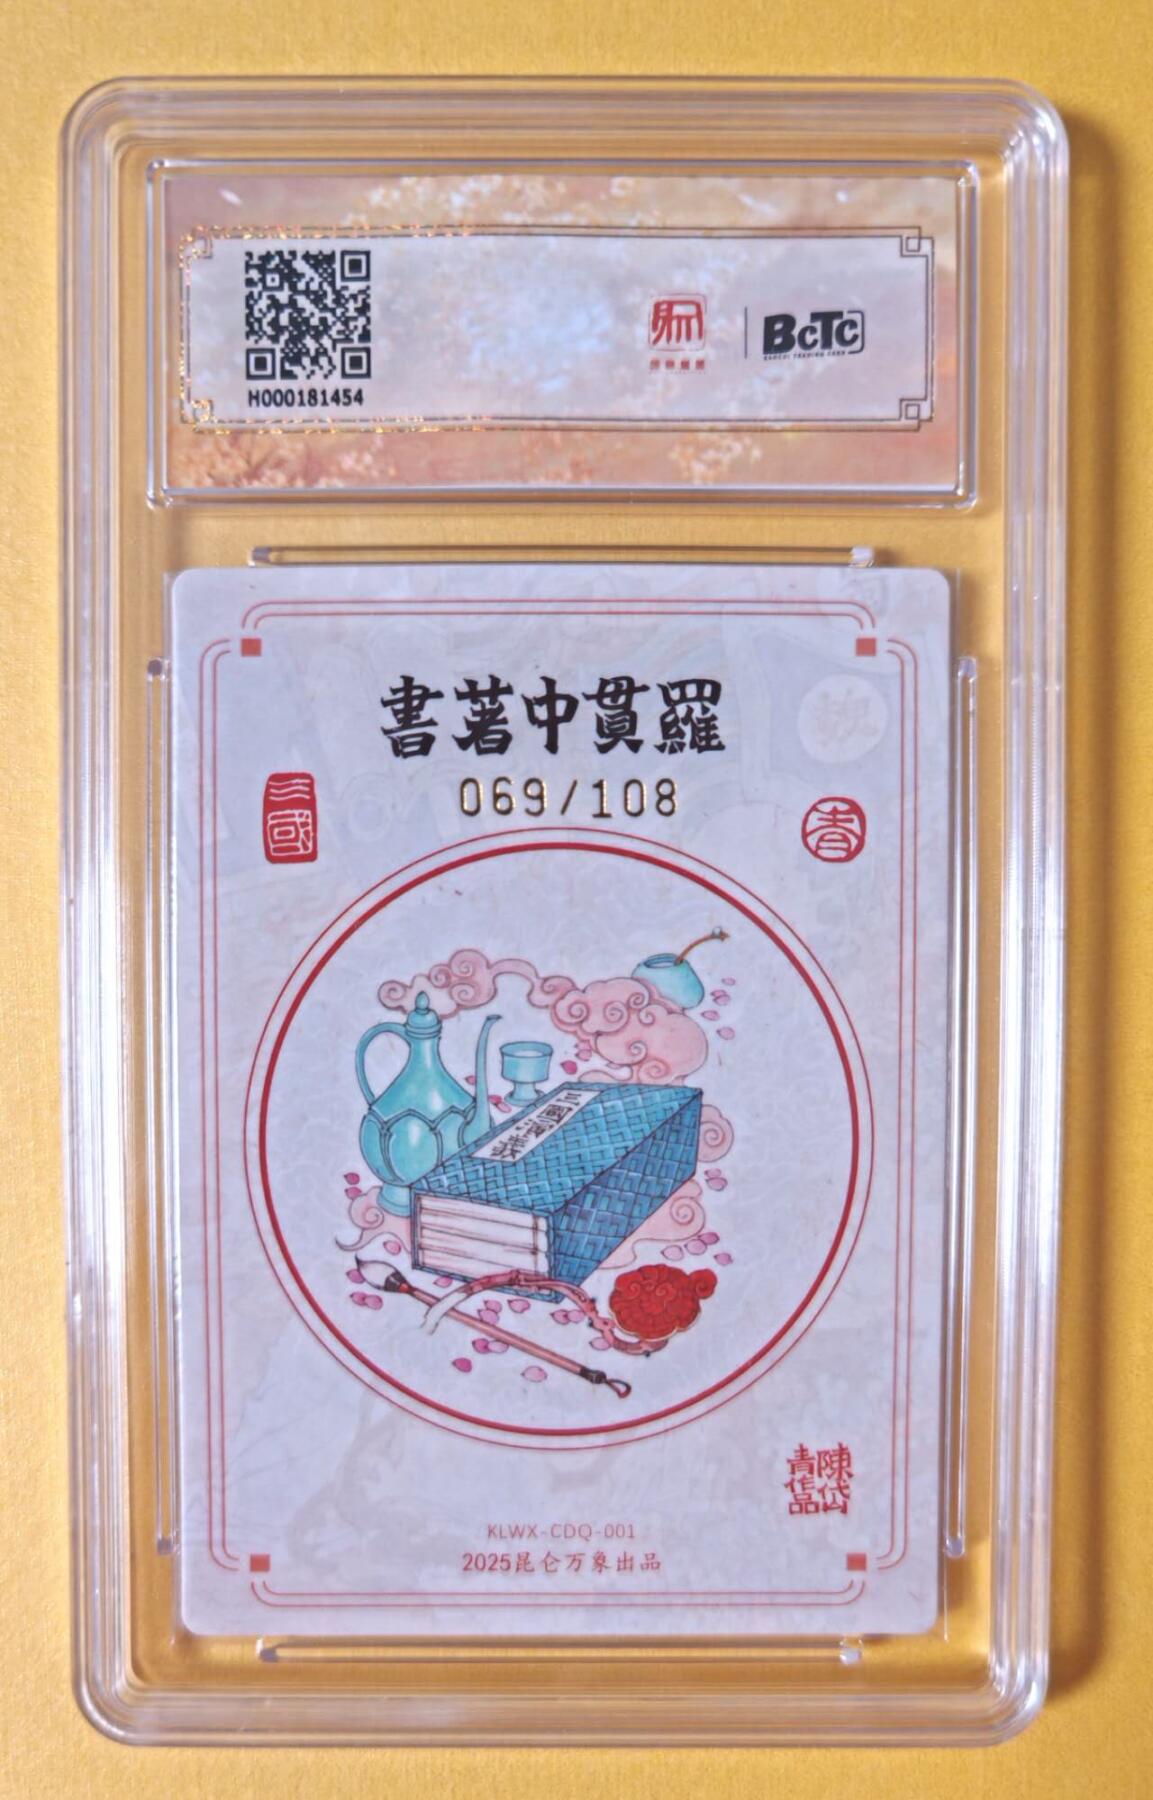 H000181454
BCTC
羅貫中著書
069/108
三國
三國演義
陳岱
青作品
KLWX-CDQ-001
2025昆仑万象出品